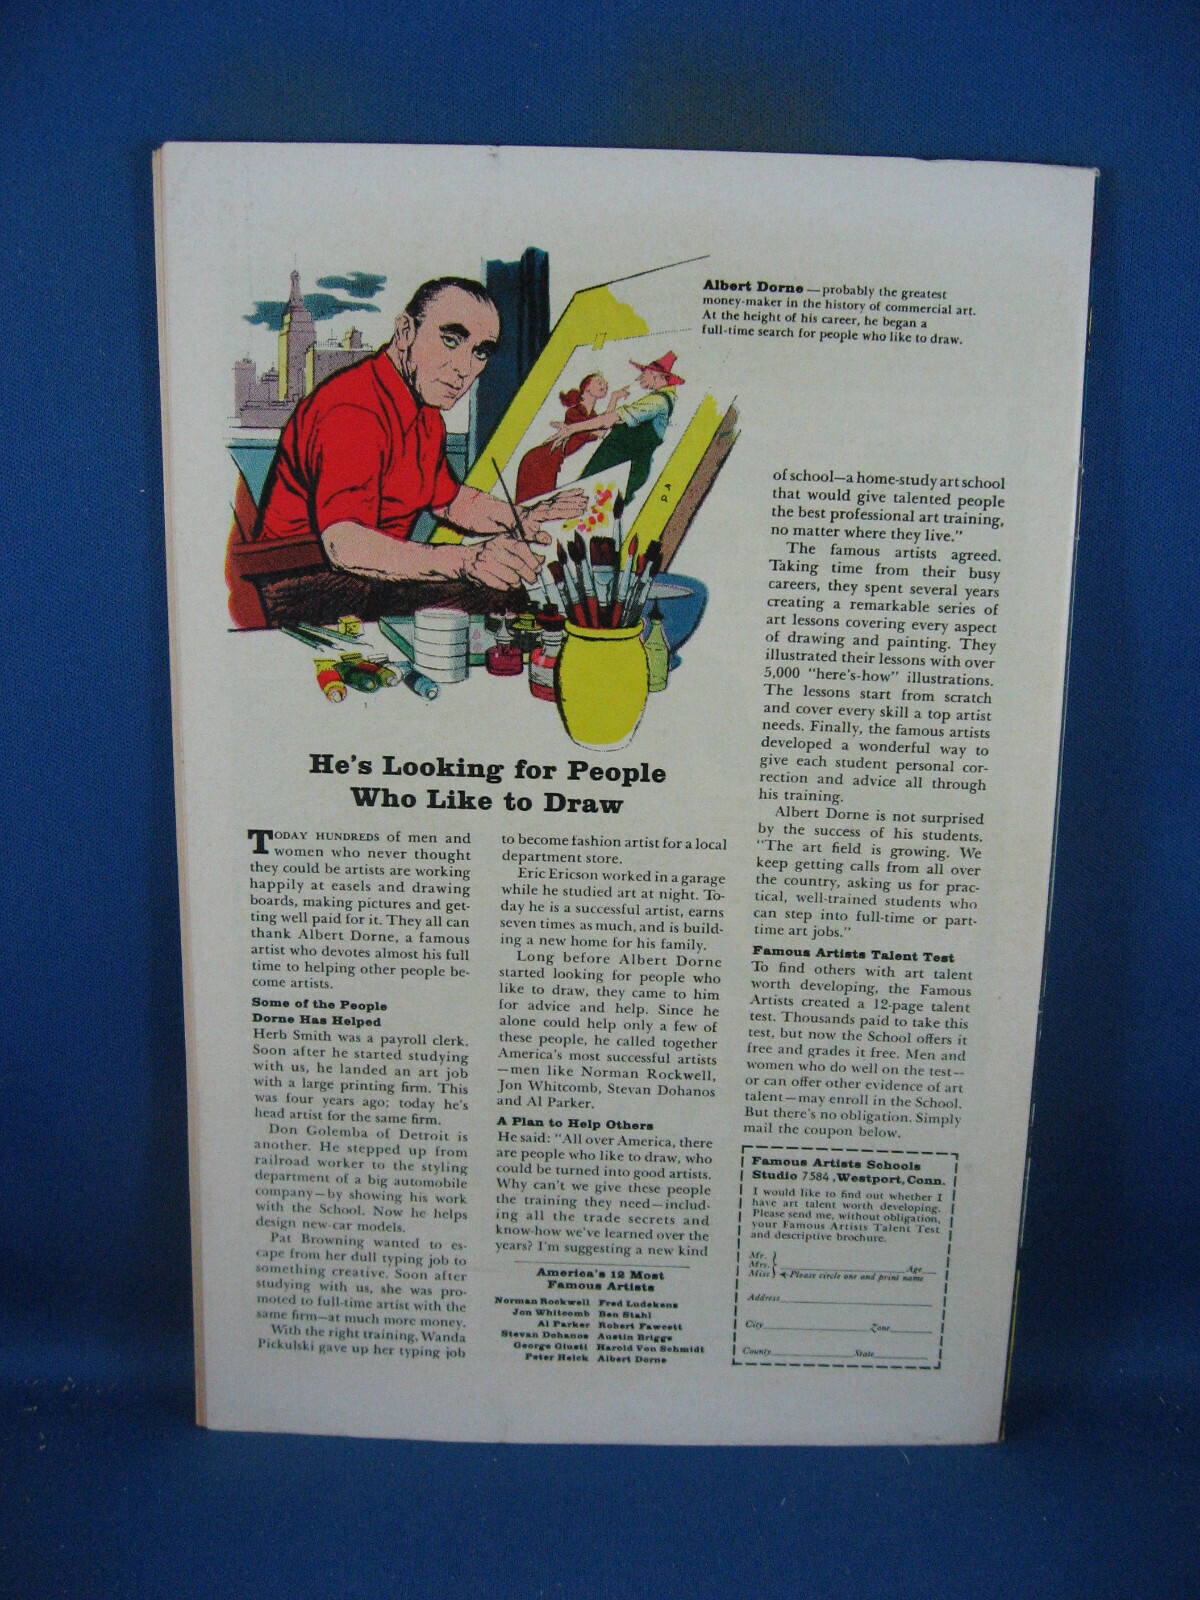 Albert Dorne — probably the greatest
money-maker in the history of commercial art.
At the height of his career, he began a
full-time search for people who like to draw.
He's Looking for People
Who Like to Draw
TODAY HUNDREDS of men and
women who never thought
they could be artists are working
happily at easels and drawing
boards, making pictures and get-
ting well paid for it. They all can
thank Albert Dorne, a famous
artist who devotes almost his full
time to helping other people be-
come artists.
Some of the People
Dorne Has Helped
Herb Smith was a payroll clerk.
Soon after he started studying
with us, he landed an art job
with a large printing firm. This
was four years ago; today he's
head artist for the same firm.
Don Golemba of Detroit is
another. He stepped up from
railroad worker to the styling
department of a big automobile
company—by showing his work
with the School. Now he helps
design new-car models.
Pat Browning wanted to es-
cape from her dull typing job to
something creative. Soon after
studying with us, she was pro-
moted to full-time artist with the
same firm—at much more money.
With the right training, Wanda
Pickulski gave up her typing job
to become fashion artist for a local
department store.
Eric Ericson worked in a garage
while he studied art at night. To-
day he is a successful artist, earns
seven times as much, and is build-
ing a new home for his family.
Long before Albert Dorne
started looking for people who
like to draw, they came to him
for advice and help. Since he
alone could help only a few of
these people, he called together
America's most successful artists
—men like Norman Rockwell,
Jon Whitcomb, Stevan Dohanos
and Al Parker.
A Plan to Help Others
He said: "All over America, there
are people who like to draw, who
could be turned into good artists.
Why can't we give these people
the training they need—includ-
ing all the trade secrets and
know-how we've learned over the
years? I'm suggesting a new kind
America's 12 Most
Famous Artists
Norman Rockwell Fred Ludekens
Jon Whitcomb Ben Stahl
Al Parker Robert Fawcett
Stevan Dohanos Austin Briggs
George Giusti Harold Von Schmidt
Peter Helck Albert Dorne
of school—a home-study art school
that would give talented people
the best professional art training,
no matter where they live."
The famous artists agreed.
Taking time from their busy
careers, they spent several years
creating a remarkable series of
art lessons covering every aspect
of drawing and painting. They
illustrated their lessons with over
5,000 "here's-how" illustrations.
The lessons start from scratch
and cover every skill a top artist
needs. Finally, the famous artists
developed a wonderful way to
give each student personal cor-
rection and advice all through
his training.
Albert Dorne is not surprised
by the success of his students.
"The art field is growing. We
keep getting calls from all over
the country, asking us for prac-
tical, well-trained students who
can step into full-time or part-
time art jobs."
Famous Artists Talent Test
To find others with art talent
worth developing, the Famous
Artists created a 12-page talent
test. Thousands paid to take this
test, but now the School offers it
free and grades it free. Men and
women who do well on the test—
or can offer other evidence of art
talent—may enroll in the School.
But there's no obligation. Simply
mail the coupon below.
Famous Artists Schools
Studio 7584, Westport, Conn.
I would like to find out whether I
have art talent worth developing.
Please send me, without obligation,
your Famous Artists Talent Test
and descriptive brochure.
Mr.
Mrs. Age
Miss Please circle one and print name
Address
City Zone
County State